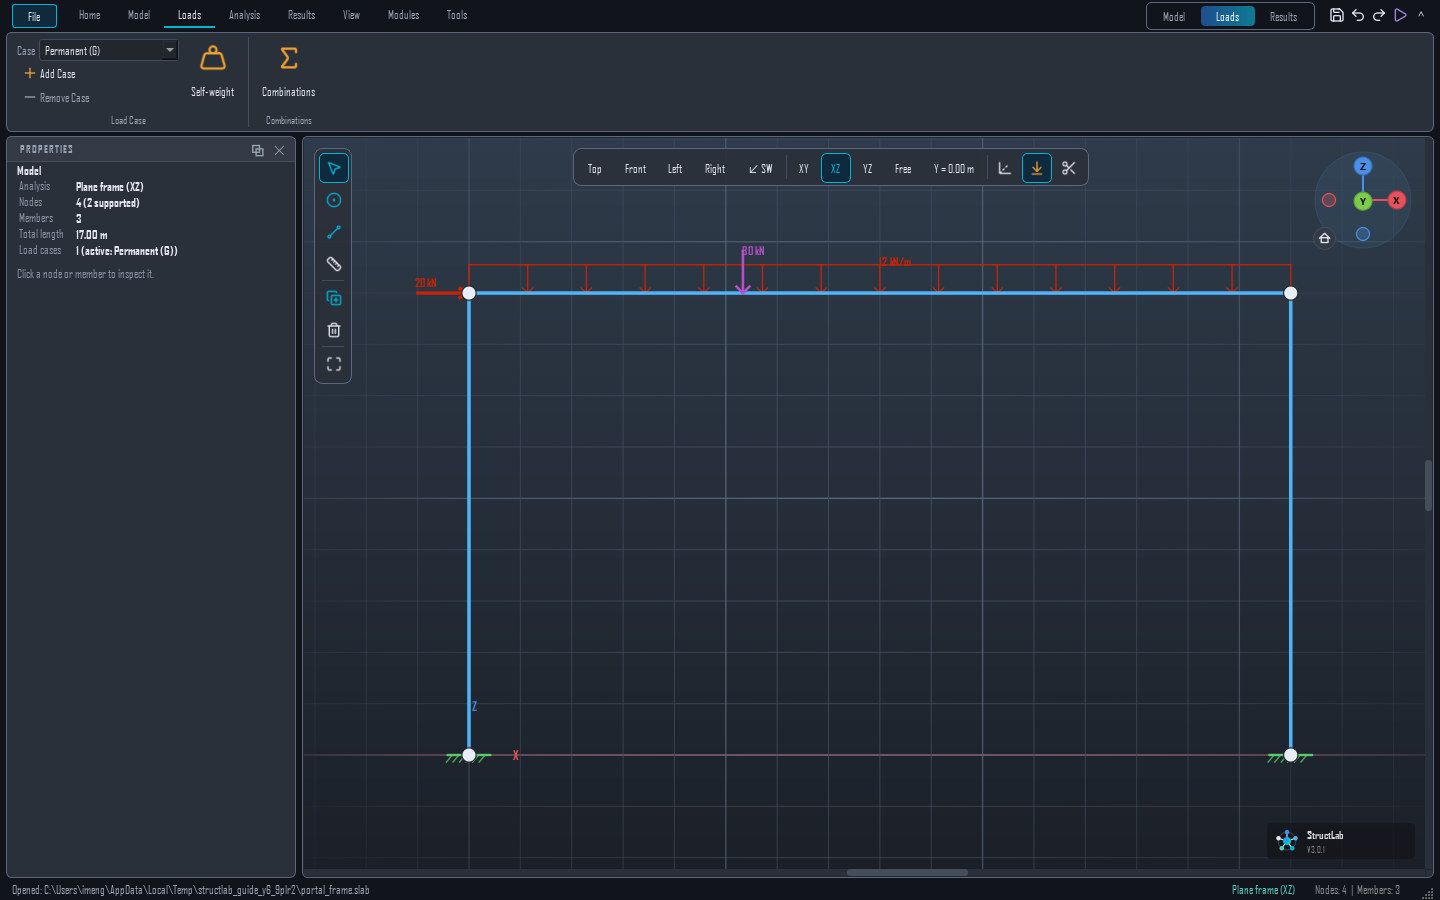 File Home Model Loads Analysis Results View Modules Tools
Model Loads Results
Case Permanent (G)
Add Case
Remove Case
Self-weight
Combinations
Load Case
Combinations
PROPERTIES
Model
Analysis Plane frame (XZ)
Nodes 4 (2 supported)
Members 3
Total length 17.00 m
Load cases 1 (active: Permanent (G))
Click a node or member to inspect it.
Top Front Left Right SW XY XZ YZ Free Y = 0.00 m
Z
Y
X
20 kN
12 kN/m
Z
X
StructLab
V3.0.1
Opened: C:\Users\imeng\AppData\Local\Temp\structlab_guide_y6_9plr2\portal_frame.slab
Plane frame (XZ) Nodes: 4 | Members: 3